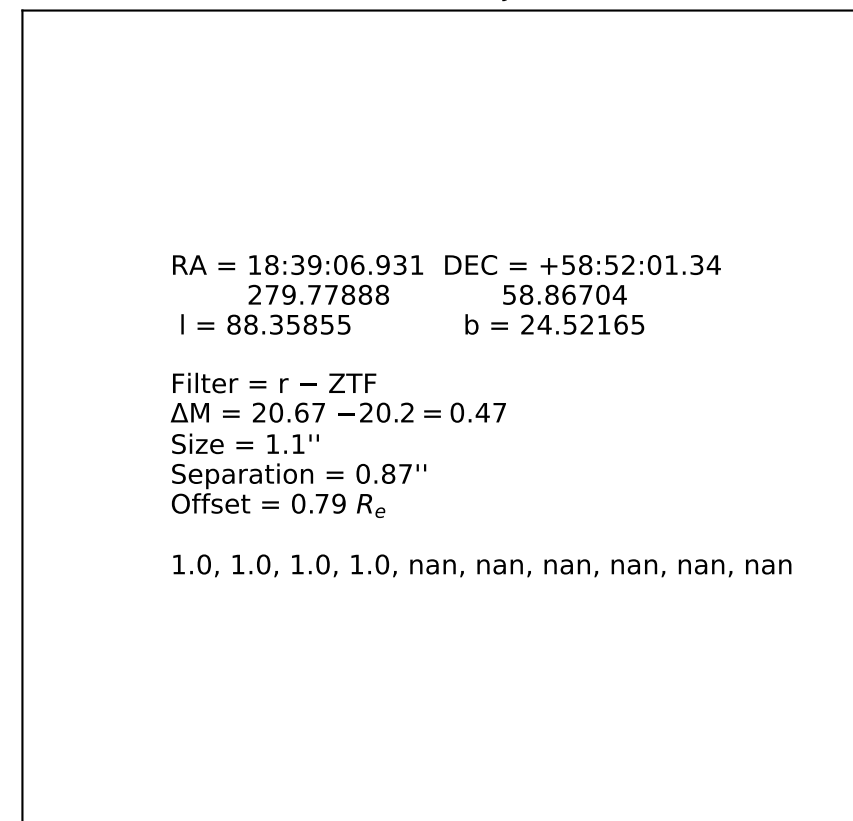 RA = 18:39:06.931 DEC = +58:52:01.34
279.77888 58.86704
l = 88.35855 b = 24.52165
Filter = r − ZTF
ΔM = 20.67 −20.2 = 0.47
Size = 1.1''
Separation = 0.87''
Offset = 0.79 Rₑ
1.0, 1.0, 1.0, 1.0, nan, nan, nan, nan, nan, nan